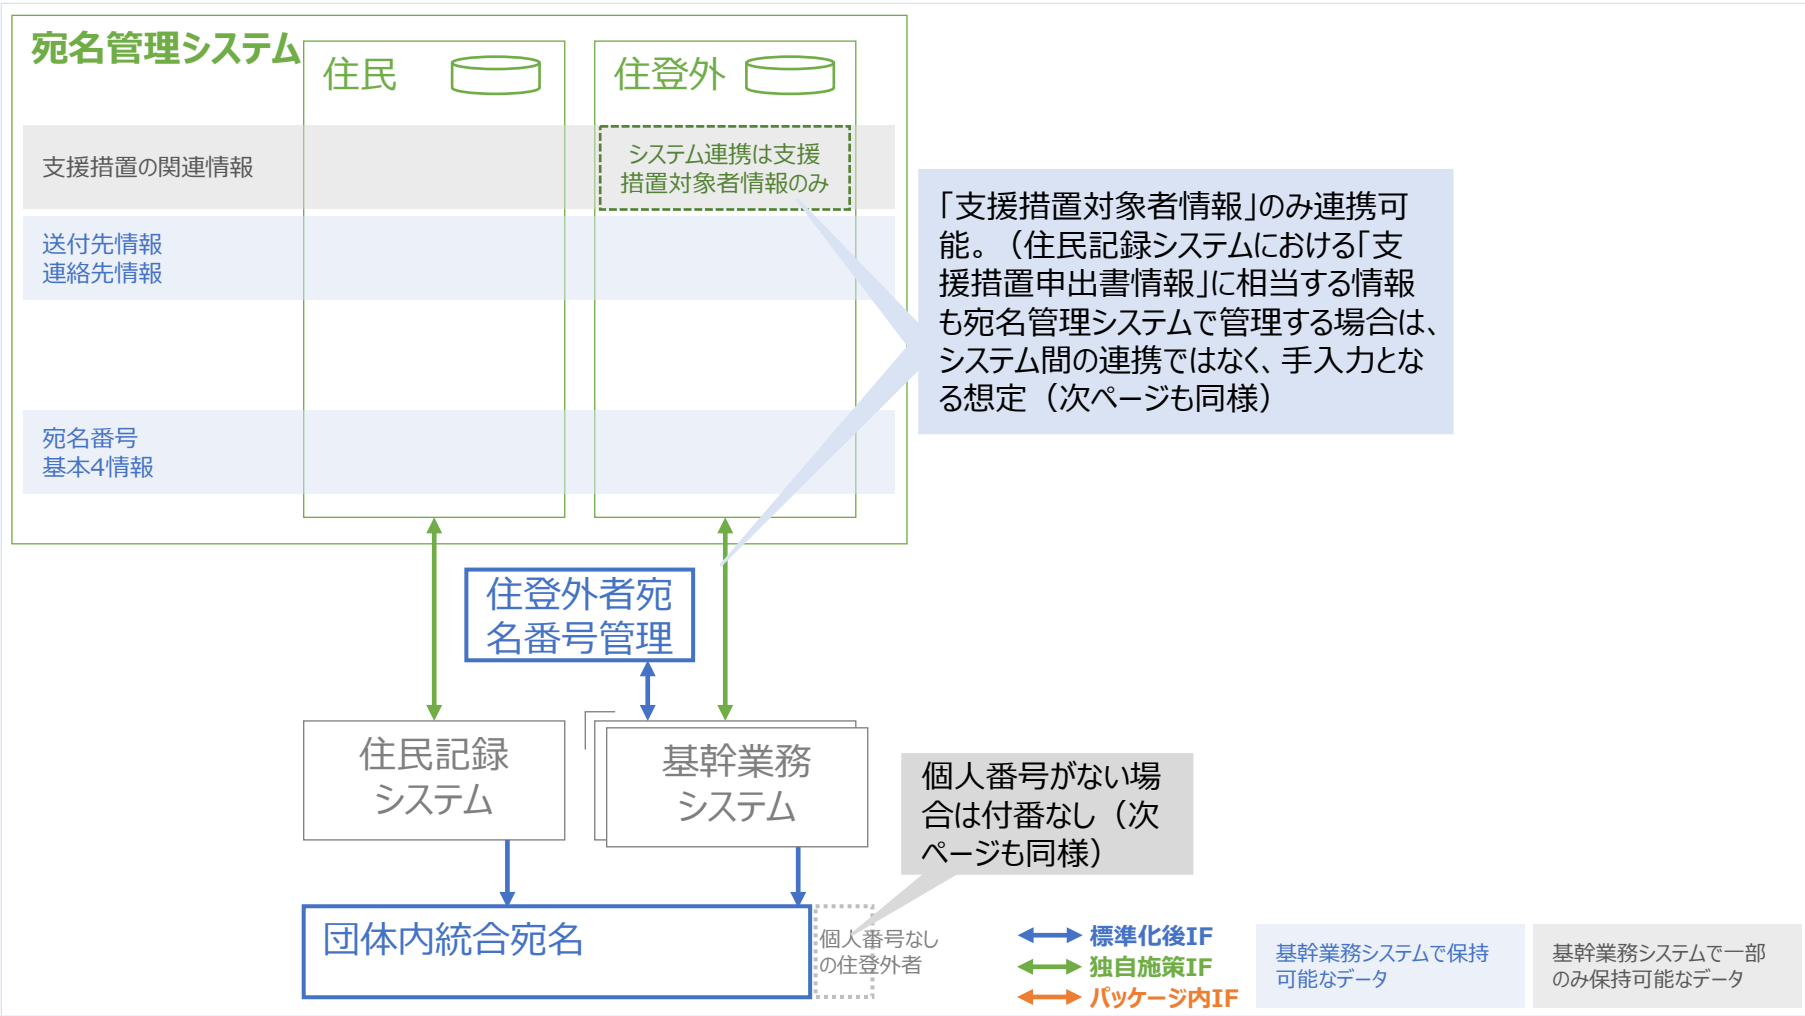 宛名管理システム
住民
住登外
支援措置の関連情報
システム連携は支援
措置対象者情報のみ
送付先情報
連絡先情報
宛名番号
基本4情報
「支援措置対象者情報」のみ連携可
能。（住民記録システムにおける「支
援措置申出書情報」に相当する情報
も宛名管理システムで管理する場合は、
システム間の連携ではなく、手入力とな
る想定（次ページも同様）
住登外者宛
名番号管理
住民記録
システム
基幹業務
システム
個人番号がない場
合は付番なし（次
ページも同様）
団体内統合宛名
個人番号なし
の住登外者
標準化後IF
独自施策IF
パッケージ内IF
基幹業務システムで保持
可能なデータ
基幹業務システムで一部
のみ保持可能なデータ